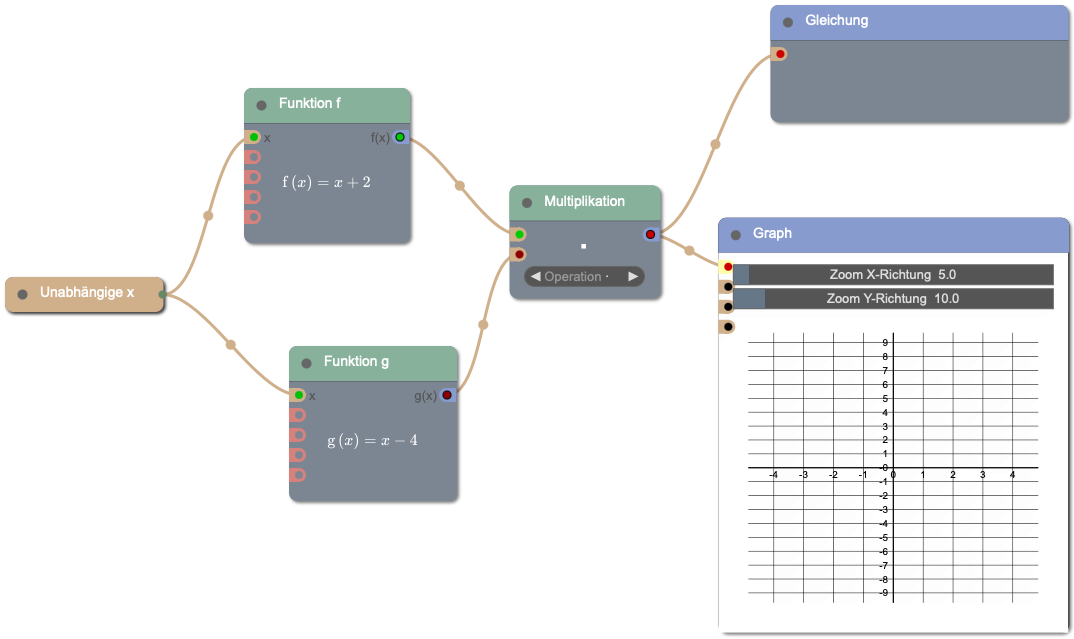 Gleichung
Funktion f
x f(x)
f (x) = x + 2
Multiplikation
·
Operation ·
Graph
Zoom X-Richtung 5.0
Zoom Y-Richtung 10.0
Unabhängige x
Funktion g
x g(x)
g (x) = x − 4
9
8
7
6
5
4
3
2
1
-0
-4 -3 -2 -1 0 1 2 3 4
-1
-2
-3
-4
-5
-6
-7
-8
-9